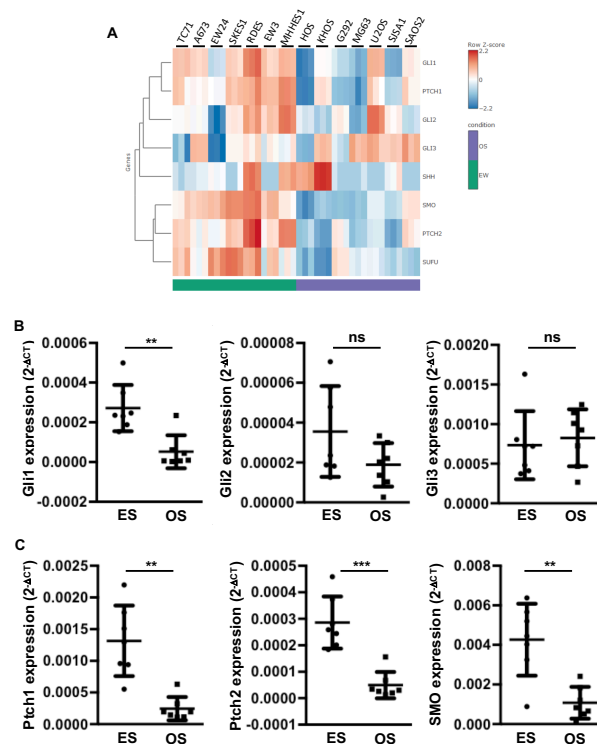 A
TC71 A673 EW24 SKES1 RDES EW3 MHHES1 HOS KHOS G292 MG63 U2OS SJSA1 SAOS2
Row Z-score
2.2
0
−2.2
condition
OS
EW
Genes
GLI1
PTCH1
GLI2
GLI3
SHH
SMO
PTCH2
SUFU
B
Gli1 expression (2-ΔCT)
0.0006
0.0004
0.0002
0.0000
-0.0002
**
ES OS
Gli2 expression (2-ΔCT)
0.00008
0.00006
0.00004
0.00002
0.00000
ns
ES OS
Gli3 expression (2-ΔCT)
0.0020
0.0015
0.0010
0.0005
0.0000
ns
ES OS
C
Ptch1 expression (2-ΔCT)
0.0025
0.0020
0.0015
0.0010
0.0005
0.0000
**
ES OS
Ptch2 expression (2-ΔCT)
0.0005
0.0004
0.0003
0.0002
0.0001
0.0000
-0.0001
***
ES OS
SMO expression (2-ΔCT)
0.008
0.006
0.004
0.002
0.000
**
ES OS